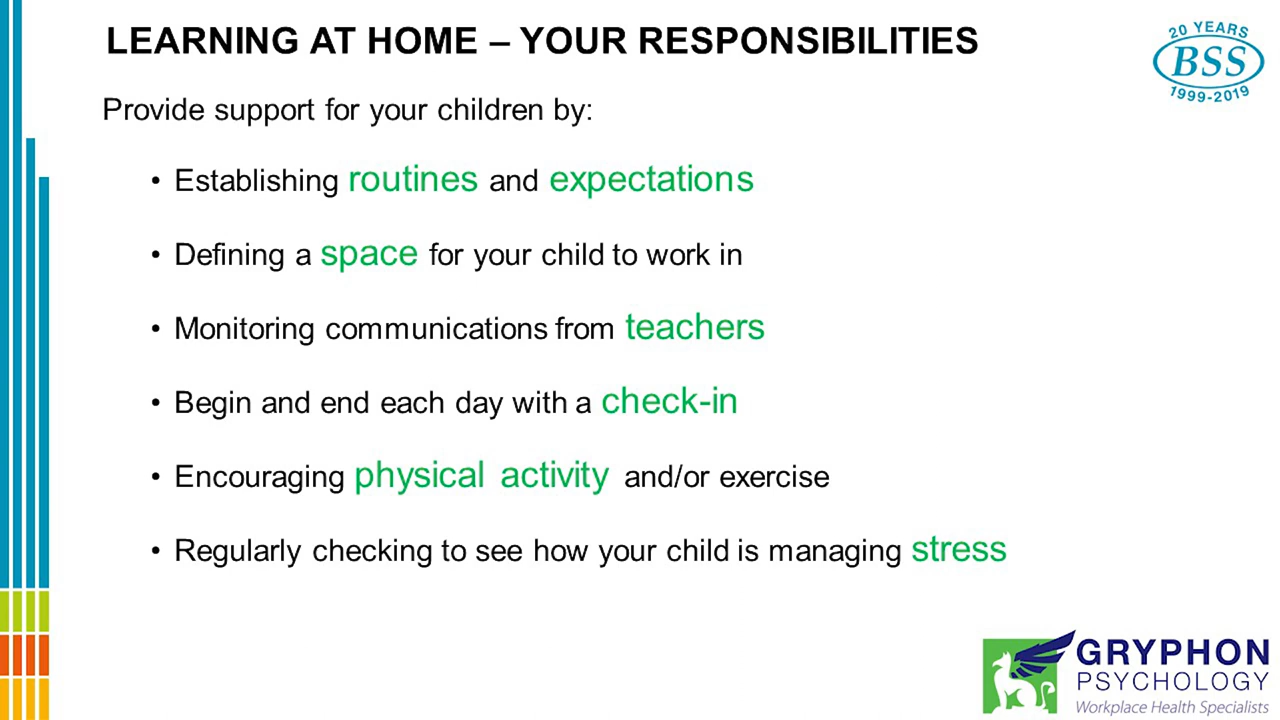 LEARNING AT HOME – YOUR RESPONSIBILITIES
20 YEARS
BSS
1999-2019
Provide support for your children by:
• Establishing routines and expectations
• Defining a space for your child to work in
• Monitoring communications from teachers
• Begin and end each day with a check-in
• Encouraging physical activity and/or exercise
• Regularly checking to see how your child is managing stress
GRYPHON
PSYCHOLOGY
Workplace Health Specialists